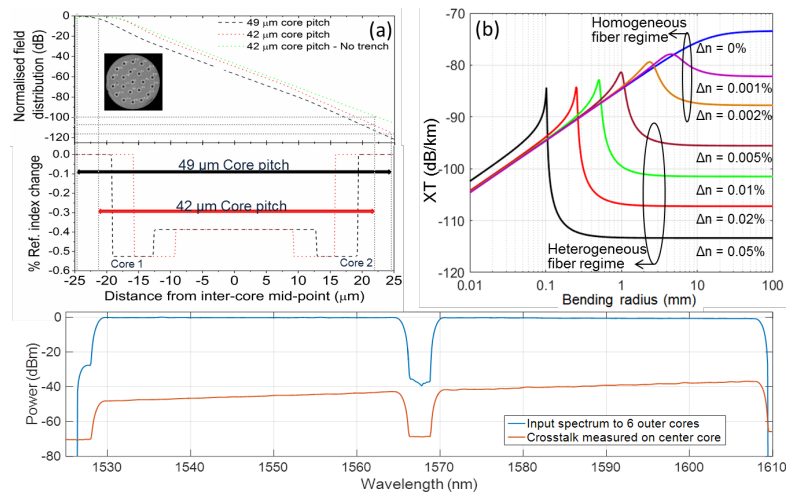 (a)
49 μm core pitch
42 μm core pitch
42 μm core pitch - No trench
Normalised field
distribution (dB)
0
-20
-40
-60
-80
-100
-120
49 μm Core pitch
42 μm Core pitch
Core 1
Core 2
% Ref. index change
0.0
-0.1
-0.2
-0.3
-0.4
-0.5
-0.6
-25 -20 -15 -10 -5 0 5 10 15 20 25
Distance from inter-core mid-point (μm)
(b)
Homogeneous
fiber regime
Δn = 0%
Δn = 0.001%
Δn = 0.002%
Δn = 0.005%
Δn = 0.01%
Δn = 0.02%
Δn = 0.05%
Heterogeneous
fiber regime
XT (dB/km)
-70
-80
-90
-100
-110
-120
0.01 0.1 1 10 100
Bending radius (mm)
Power (dBm)
0
-20
-40
-60
-80
Input spectrum to 6 outer cores
Crosstalk measured on center core
1530 1540 1550 1560 1570 1580 1590 1600 1610
Wavelength (nm)